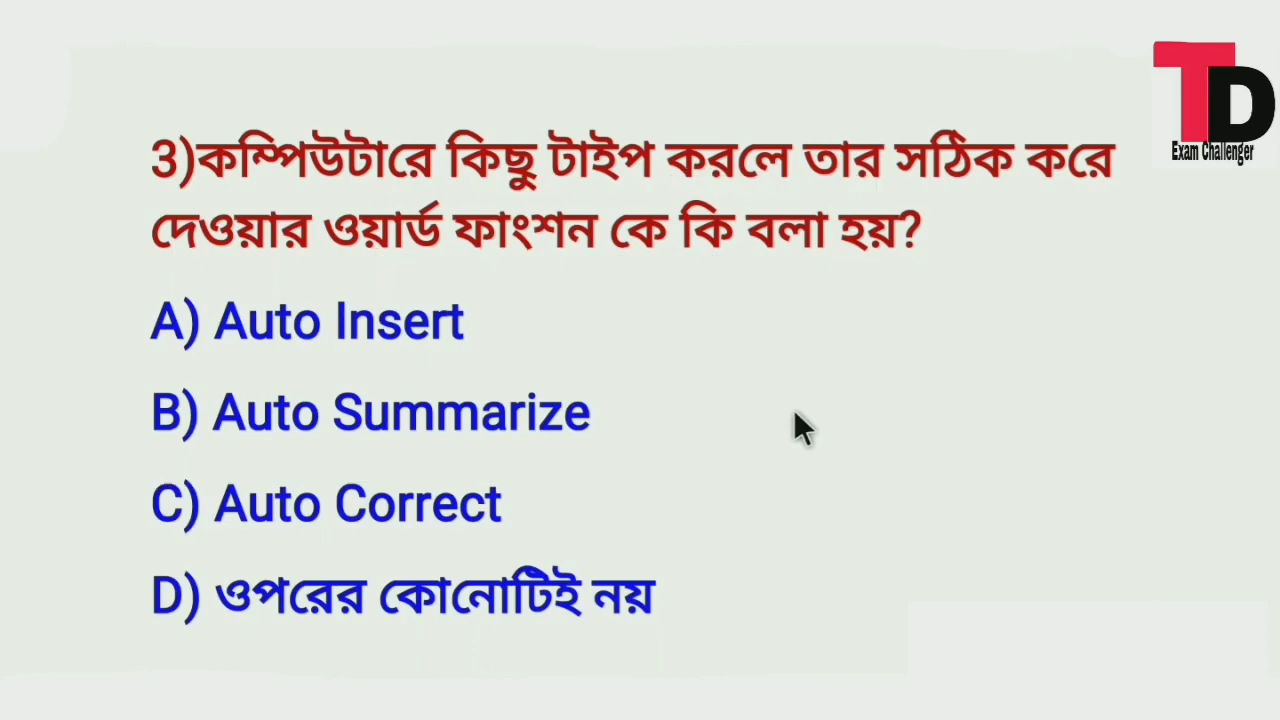 TD
Exam Challenger
3)কম্পিউটারে কিছু টাইপ করলে তার সঠিক করে
দেওয়ার ওয়ার্ড ফাংশন কে কি বলা হয়?
A) Auto Insert
B) Auto Summarize
C) Auto Correct
D) ওপরের কোনোটিই নয়